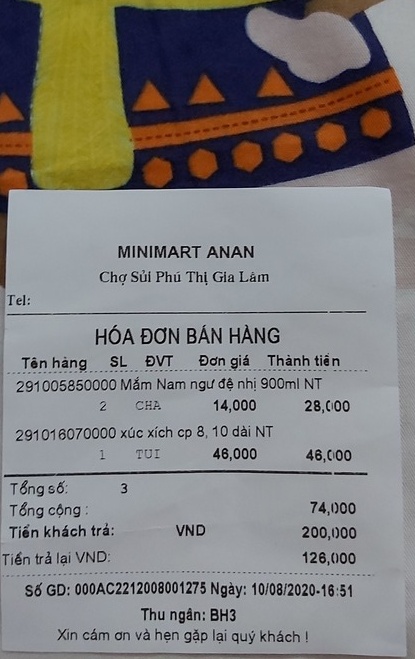 MINIMART ANAN
Chợ Sủi Phú Thị Gia Lâm
Tel:
HÓA ĐƠN BÁN HÀNG
Tên hàng SL ĐVT Đơn giá Thành tiền
291005850000 Mắm Nam ngư đệ nhị 900ml NT
2 CHA 14,000 28,000
291016070000 xúc xích cp 8, 10 dài NT
1 TUI 46,000 46,000
Tổng số: 3
Tổng cộng : 74,000
Tiền khách trả: VND 200,000
Tiền trả lại VND: 126,000
Số GD: 000AC2212008001275 Ngày: 10/08/2020-16:51
Thu ngân: BH3
Xin cám ơn và hẹn gặp lại quý khách !